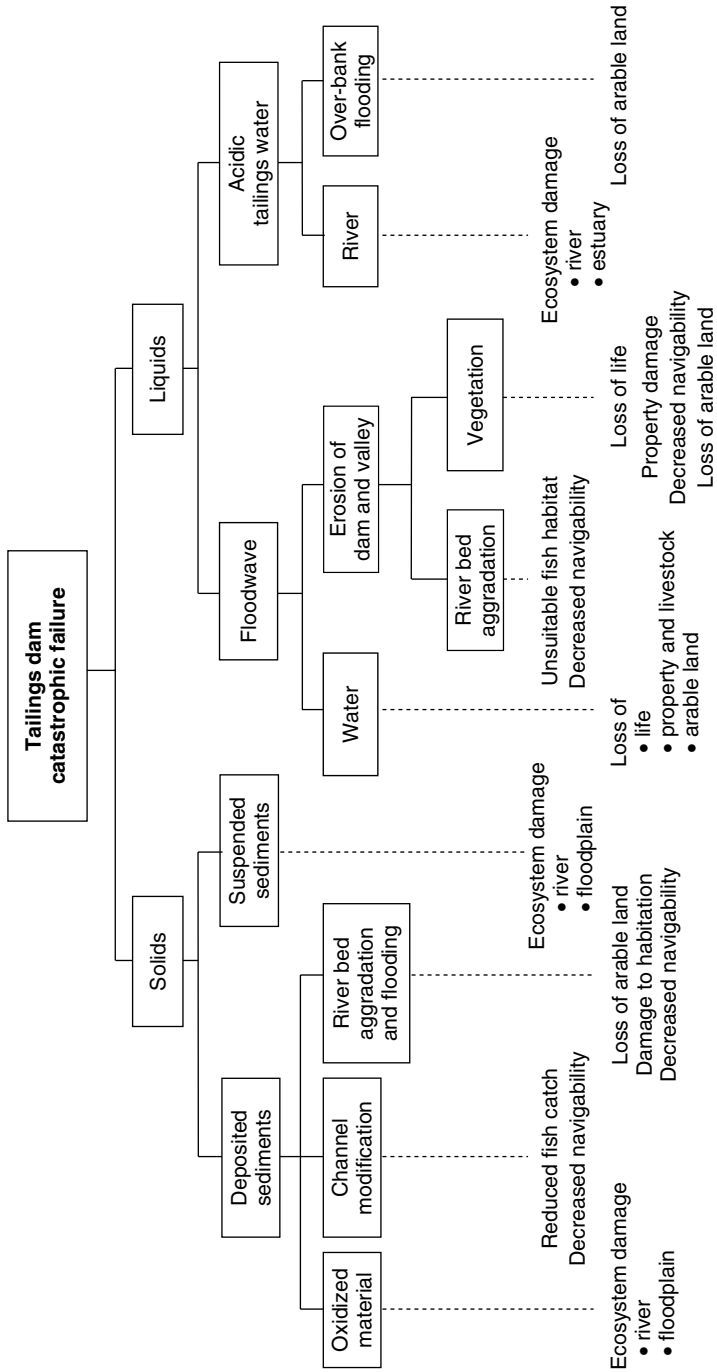 Tailings dam
catastrophic failure
Solids
Liquids
Deposited
sediments
Suspended
sediments
Floodwave
Acidic
tailings water
Oxidized
material
Channel
modification
River bed
aggradation
and flooding
Water
Erosion of
dam and valley
River
Over-bank
flooding
River bed
aggradation
Vegetation
Ecosystem damage
• river
• floodplain
Reduced fish catch
Decreased navigability
Loss of arable land
Damage to habitation
Decreased navigability
Ecosystem damage
• river
• floodplain
Loss of
• life
• property and livestock
• arable land
Unsuitable fish habitat
Decreased navigability
Loss of life
Property damage
Decreased navigability
Loss of arable land
Ecosystem damage
• river
• estuary
Loss of arable land